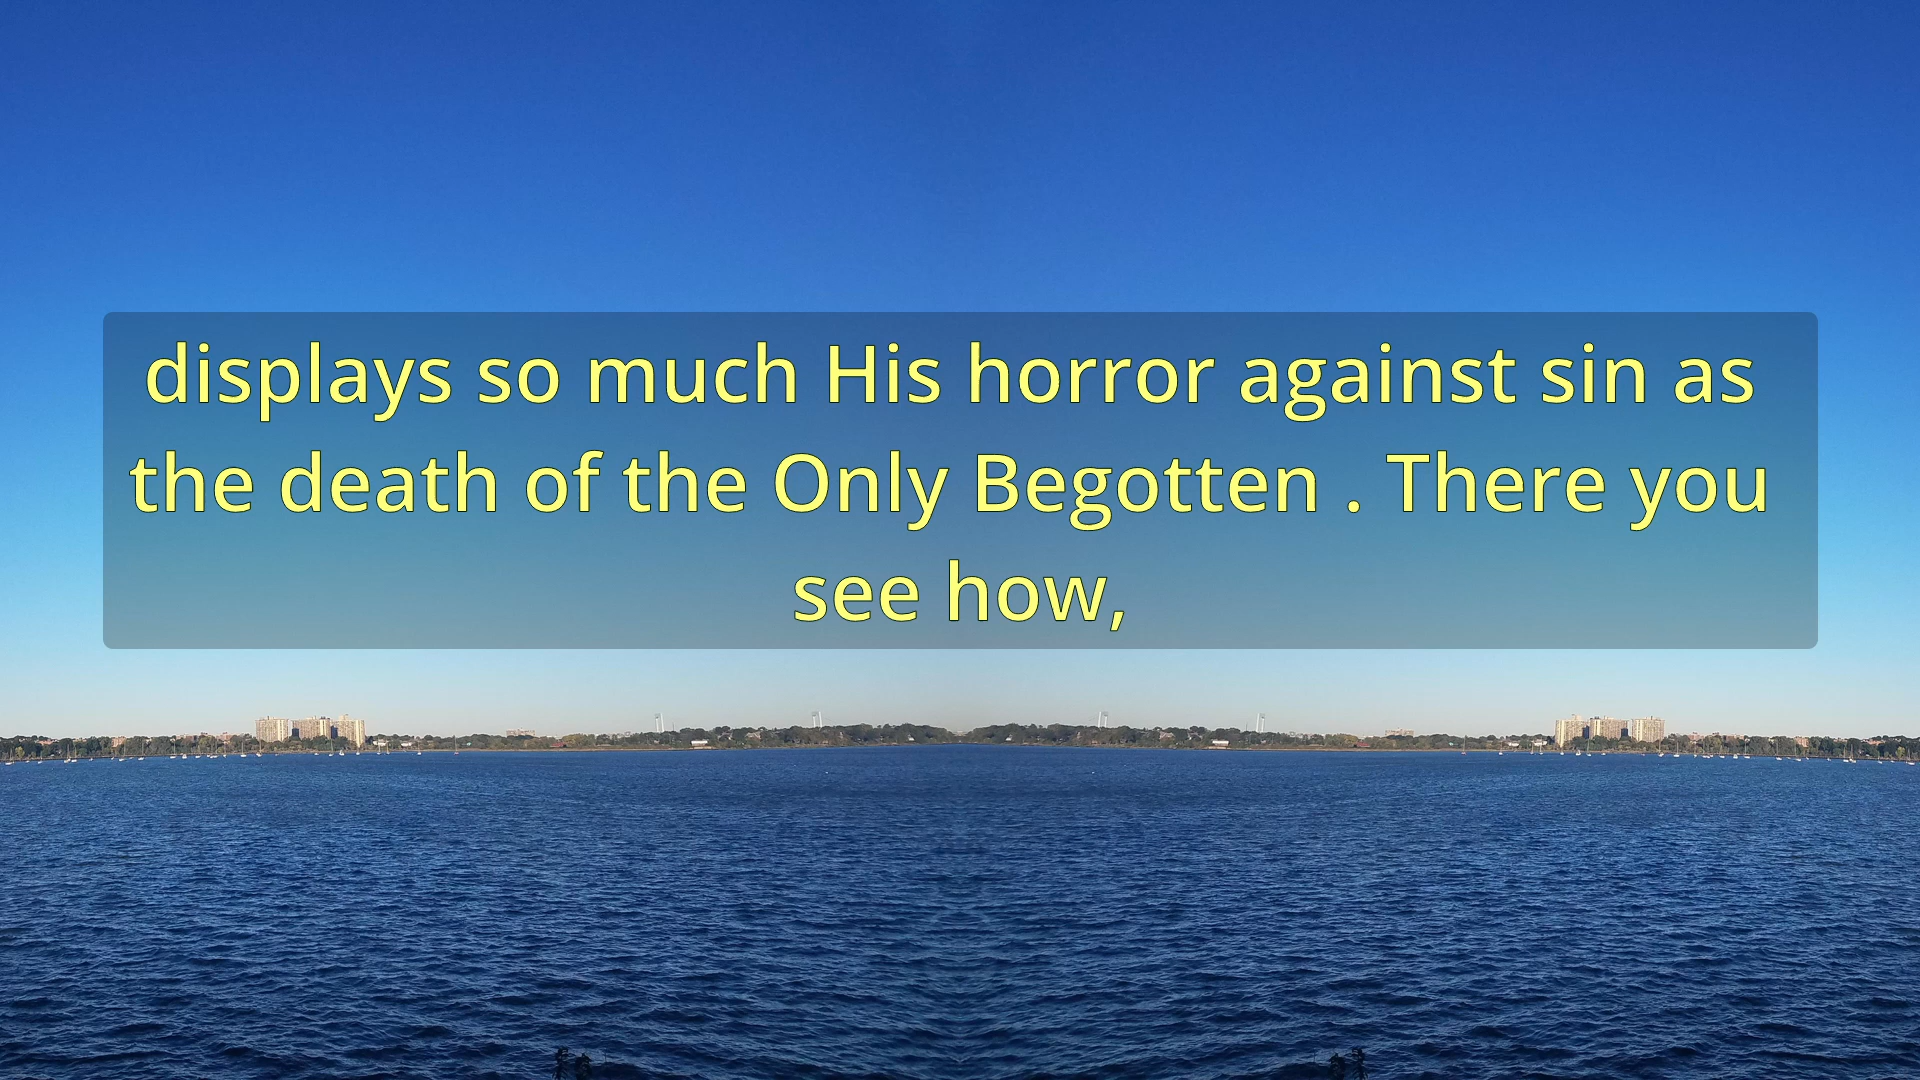 displays so much His horror against sin as
the death of the Only Begotten . There you
see how,